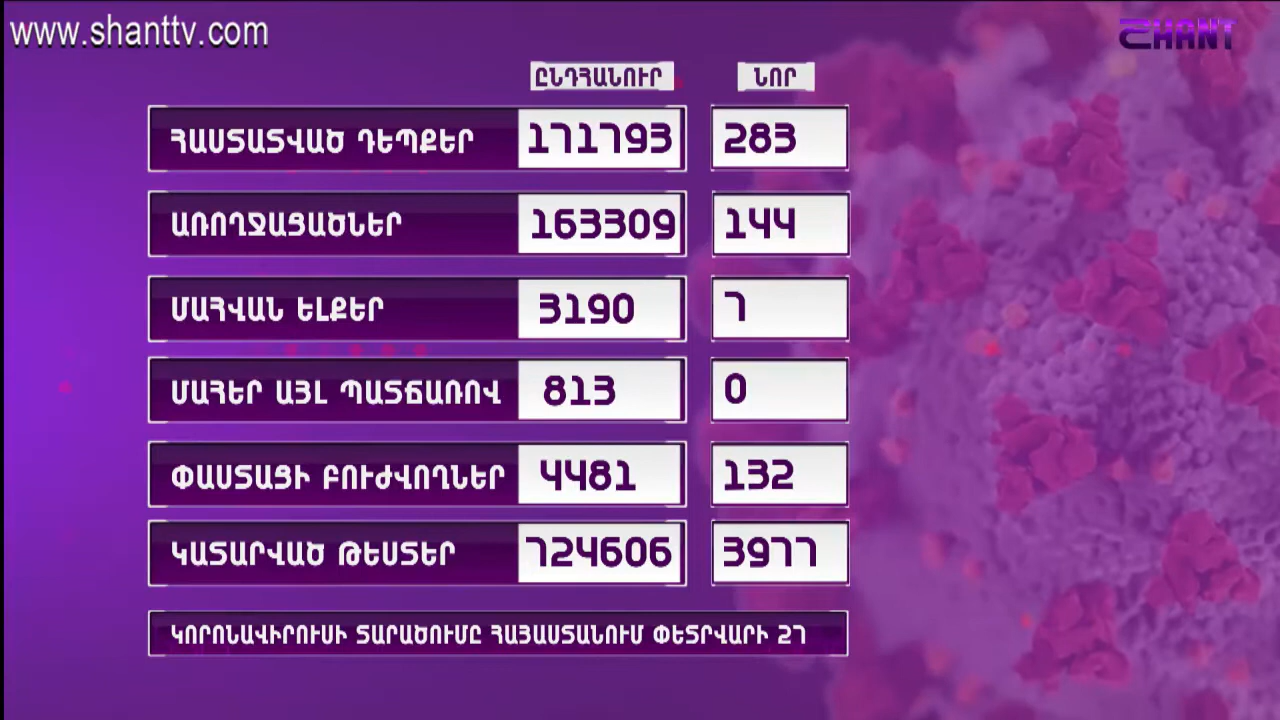 www.shanttv.com
SHANT
ԸՆԴՀԱՆՈՒՐ ՆՈՐ
ՀԱՍՏԱՏՎԱԾ ԴԵՊՔԵՐ 171793 283
ԱՌՈՂՋԱՑԱԾՆԵՐ 163309 144
ՄԱՀՎԱՆ ԵԼՔԵՐ 3190 7
ՄԱՀԵՐ ԱՅԼ ՊԱՏՃԱՌՈՎ 813 0
ՓԱՍՏԱՑԻ ԲՈՒԺՎՈՂՆԵՐ 4481 132
ԿԱՏԱՐՎԱԾ ԹԵՍՏԵՐ 724606 3977
ԿՈՐՈՆԱՎԻՐՈՒՍԻ ՏԱՐԱԾՈՒՄԸ ՀԱՅԱՍՏԱՆՈՒՄ ՓԵՏՐՎԱՐԻ 27